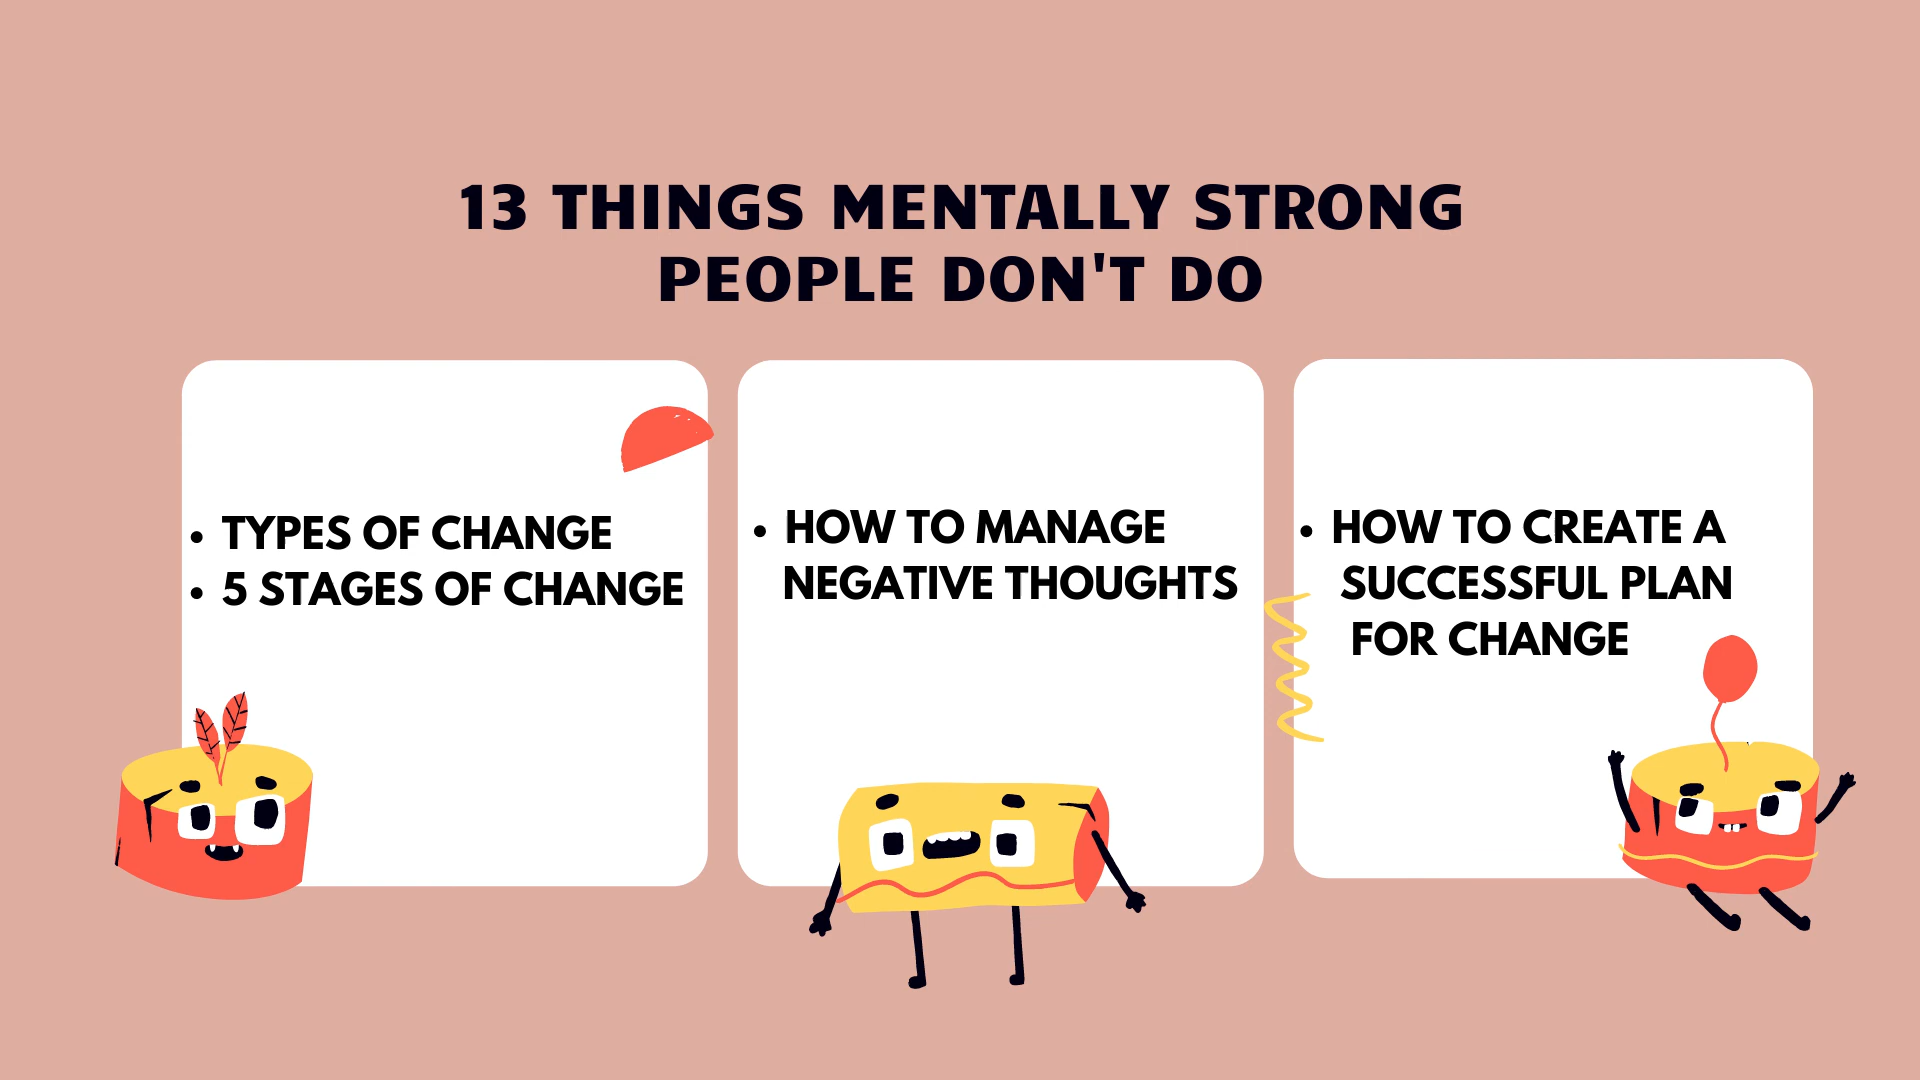 13 THINGS MENTALLY STRONG
PEOPLE DON'T DO
• TYPES OF CHANGE
• 5 STAGES OF CHANGE
• HOW TO MANAGE
NEGATIVE THOUGHTS
• HOW TO CREATE A
SUCCESSFUL PLAN
FOR CHANGE